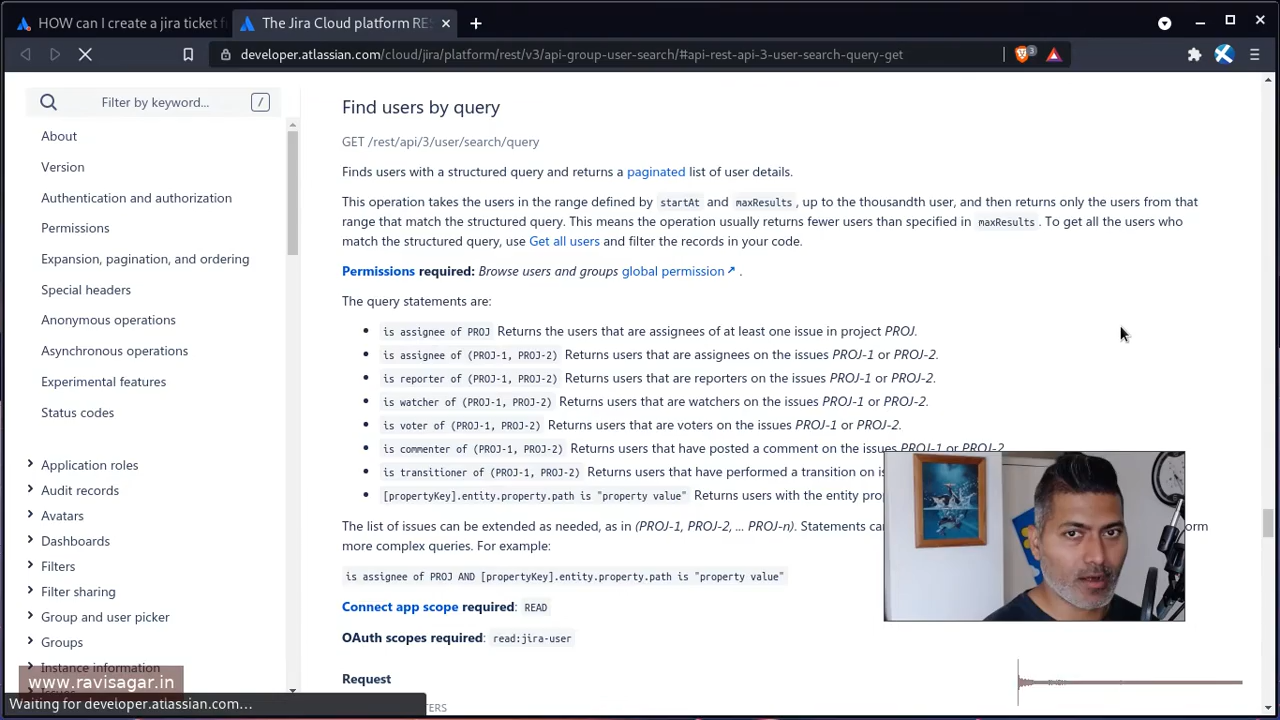 HOW can I create a jira ticket f
The Jira Cloud platform RES
developer.atlassian.com/cloud/jira/platform/rest/v3/api-group-user-search/#api-rest-api-3-user-search-query-get
3
Filter by keyword...
/
About
Version
Authentication and authorization
Permissions
Expansion, pagination, and ordering
Special headers
Anonymous operations
Asynchronous operations
Experimental features
Status codes
Application roles
Audit records
Avatars
Dashboards
Filters
Filter sharing
Group and user picker
Groups
Instance information
www.ravisagar.in
Waiting for developer.atlassian.com...
Find users by query
GET /rest/api/3/user/search/query
Finds users with a structured query and returns a paginated list of user details.
This operation takes the users in the range defined by startAt and maxResults, up to the thousandth user, and then returns only the users from that
range that match the structured query. This means the operation usually returns fewer users than specified in maxResults. To get all the users who
match the structured query, use Get all users and filter the records in your code.
Permissions required: Browse users and groups global permission.
The query statements are:
is assignee of PROJ Returns the users that are assignees of at least one issue in project PROJ.
is assignee of (PROJ-1, PROJ-2) Returns users that are assignees on the issues PROJ-1 or PROJ-2.
is reporter of (PROJ-1, PROJ-2) Returns users that are reporters on the issues PROJ-1 or PROJ-2.
is watcher of (PROJ-1, PROJ-2) Returns users that are watchers on the issues PROJ-1 or PROJ-2.
is voter of (PROJ-1, PROJ-2) Returns users that are voters on the issues PROJ-1 or PROJ-2.
is commenter of (PROJ-1, PROJ-2) Returns users that have posted a comment on the issues PROJ-1 or PROJ-2
is transitioner of (PROJ-1, PROJ-2) Returns users that have performed a transition on is
[propertyKey].entity.property.path is "property value" Returns users with the entity prop
The list of issues can be extended as needed, as in (PROJ-1, PROJ-2, ... PROJ-n). Statements can orm
more complex queries. For example:
is assignee of PROJ AND [propertyKey].entity.property.path is "property value"
Connect app scope required: READ
OAuth scopes required: read:jira-user
Request
TERS